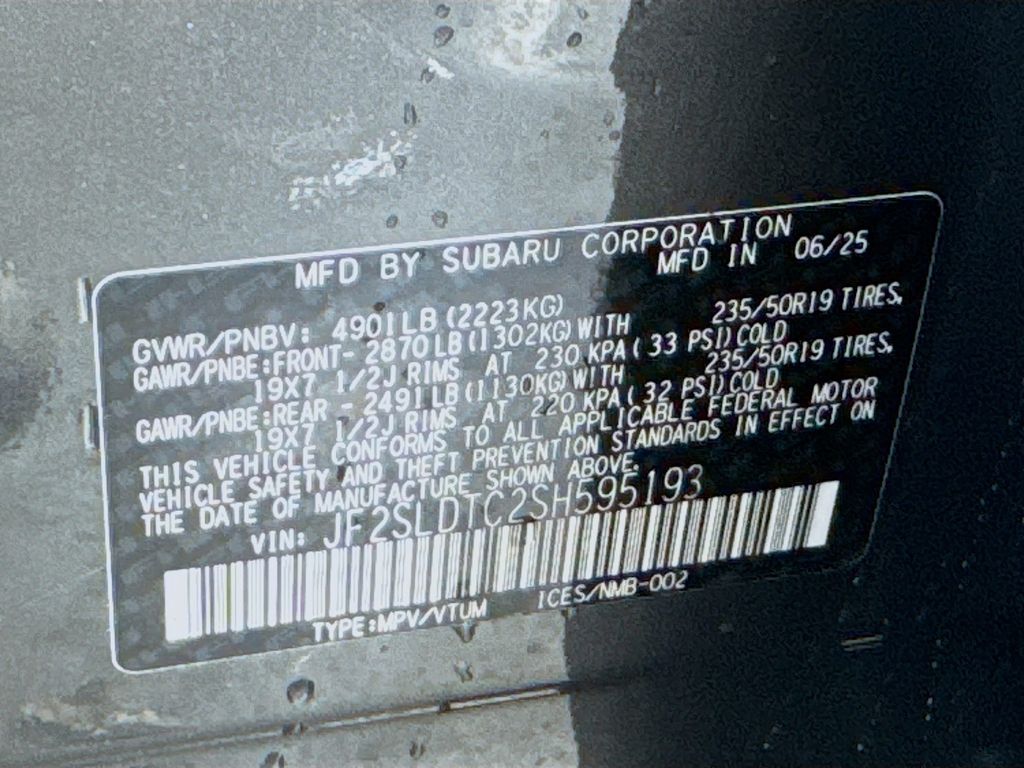 MFD BY SUBARU CORPORATION
MFD IN 06/25
GVWR/PNBV: 4901LB (2223KG)
GAWR/PNBE:FRONT- 2870LB(1302KG)WITH 235/50R19 TIRES,
19X7 1/2J RIMS AT 230 KPA( 33 PSI)COLD
GAWR/PNBE:REAR - 2491LB(1130KG)WITH 235/50R19 TIRES,
19X7 1/2J RIMS AT 220 KPA( 32 PSI)COLD
THIS VEHICLE CONFORMS TO ALL APPLICABLE FEDERAL MOTOR
VEHICLE SAFETY AND THEFT PREVENTION STANDARDS IN EFFECT ON
THE DATE OF MANUFACTURE SHOWN ABOVE.
VIN: JF2SLDTC2SH595193
TYPE:MPV/VTUM ICES/NMB-002